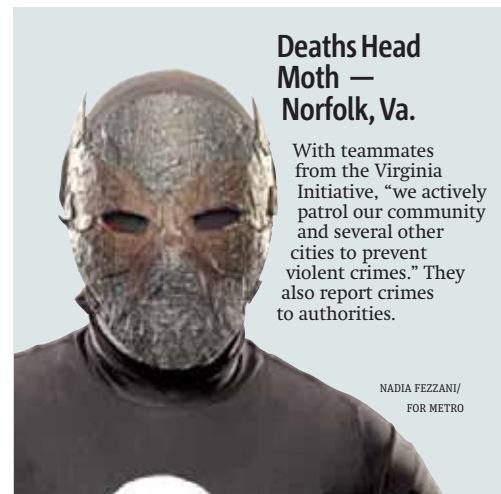 Deaths Head
Moth —
Norfolk, Va.
With teammates
from the Virginia
Initiative, “we actively
patrol our community
and several other
cities to prevent
violent crimes.” They
also report crimes
to authorities.
NADIA FEZZANI/
FOR METRO